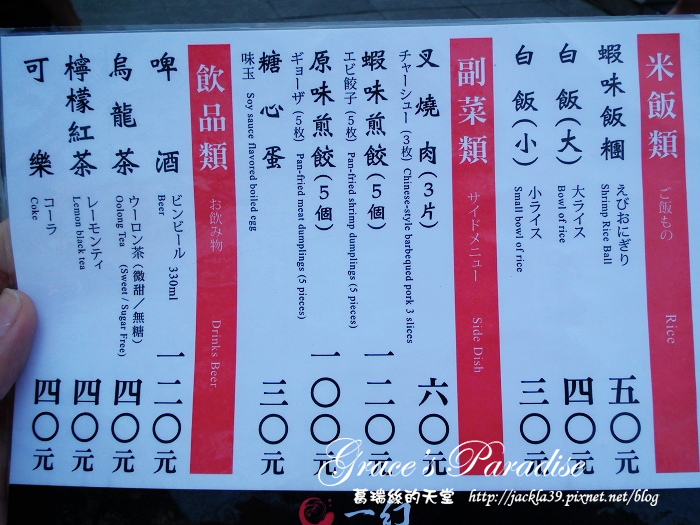 米飯類 ご飯もの Rice
蝦味飯糰 えびおにぎり 五〇元
Shrimp Rice Ball
白飯(大) 大ライス 四〇元
Bowl of rice
白飯(小) 小ライス 三〇元
Small bowl of rice
副菜類 サイドメニュー Side Dish
叉燒肉(3片) 六〇元
チャーシュー(3枚) Chinese-style barbequed pork 3 slices
蝦味煎餃(5個) 一二〇元
エビ餃子(5枚) Pan-fried shrimp dumplings (5 pieces)
原味煎餃(5個) 一〇〇元
ギョーザ(5枚) Pan-fried meat dumplings (5 pieces)
糖心蛋 三〇元
味玉 Soy sauce flavored boiled egg
飲品類 お飲み物 Drinks Beer
啤酒 ビンビール 330ml 一二〇元
Beer
烏龍茶 ウーロン茶(微甜/無糖) 四〇元
Oolong Tea (Sweet / Sugar Free)
檸檬紅茶 レーモンティ 四〇元
Lemon black tea
可樂 コーラ 四〇元
Coke
Grace's Paradise
葛瑞絲的天堂 http://jackla39.pixnet.net/blog
一行